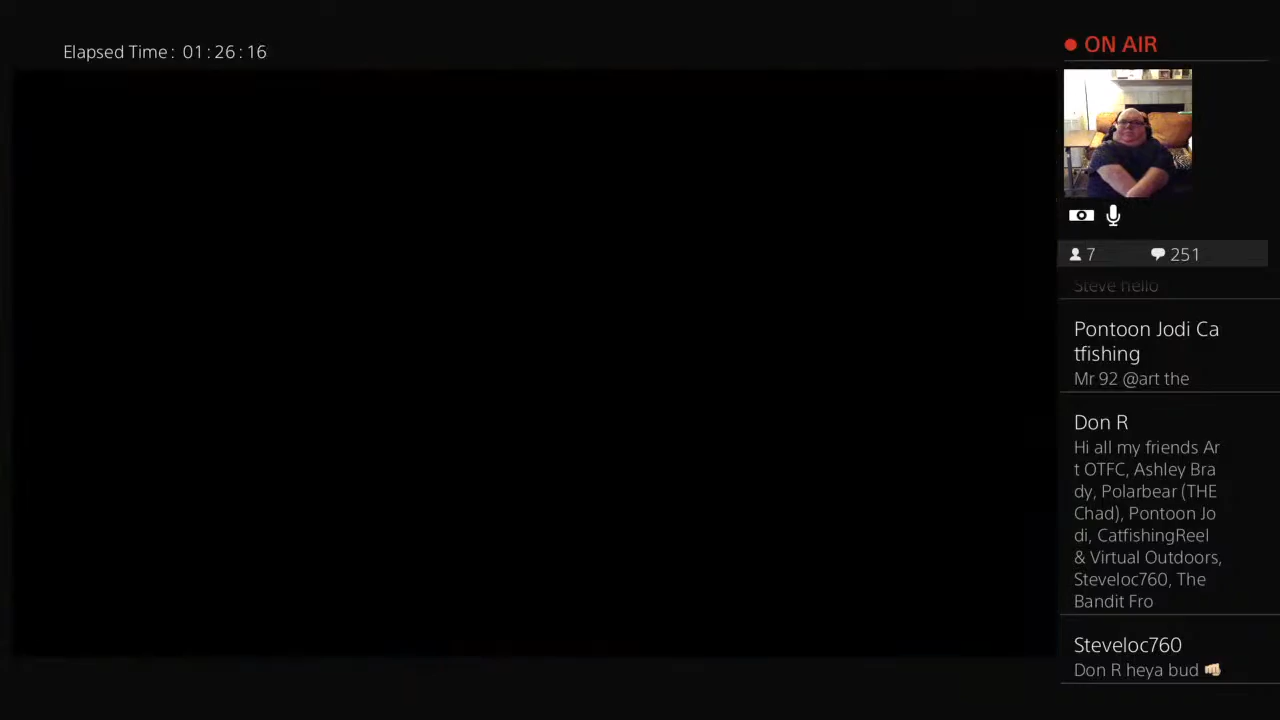 Elapsed Time: 01:26:16
ON AIR
7
251
Steve hello
Pontoon Jodi Ca
tfishing
Mr 92 @art the
Don R
Hi all my friends Ar
t OTFC, Ashley Bra
dy, Polarbear (THE
Chad), Pontoon Jo
di, CatfishingReel
& Virtual Outdoors,
Steveloc760, The
Bandit Fro
Steveloc760
Don R heya bud 👊🏼